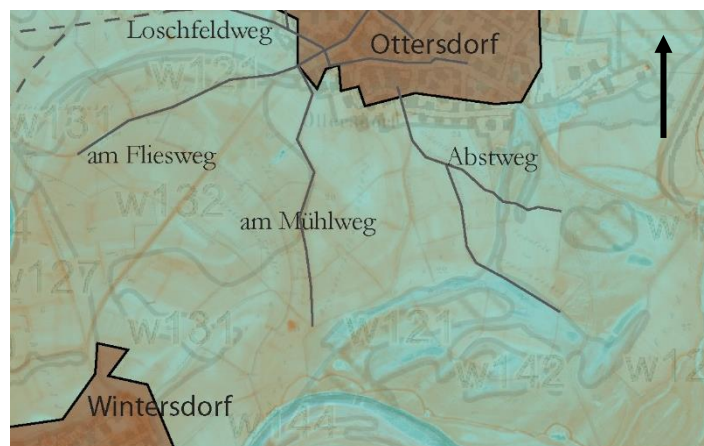 Loschfeldweg
Ottersdorf
w121
w131
am Fliesweg
Abstweg
w132
am Mühlweg
w127
w131
w121
w142
Wintersdorf
w144